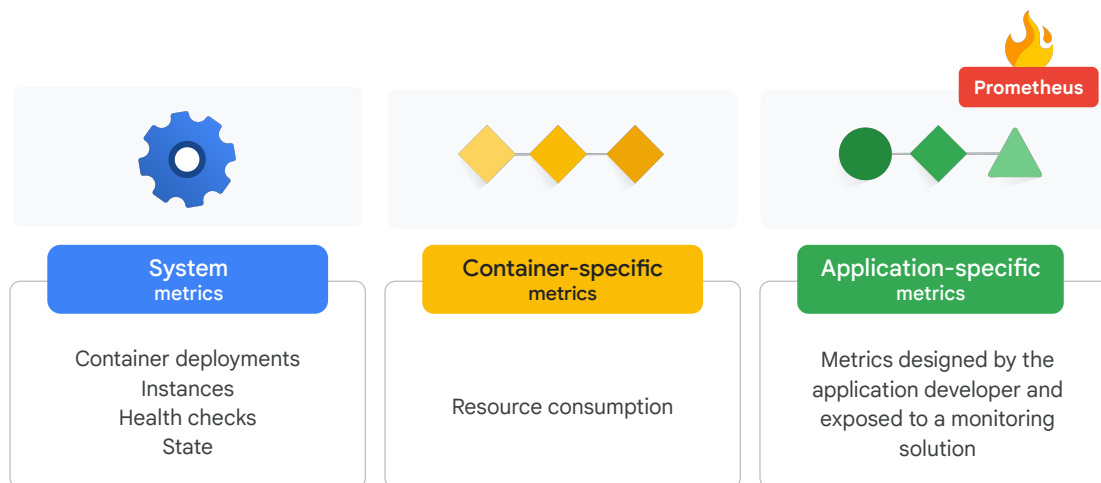 Prometheus
System
metrics
Container deployments
Instances
Health checks
State
Container-specific
metrics
Resource consumption
Application-specific
metrics
Metrics designed by the
application developer and
exposed to a monitoring
solution